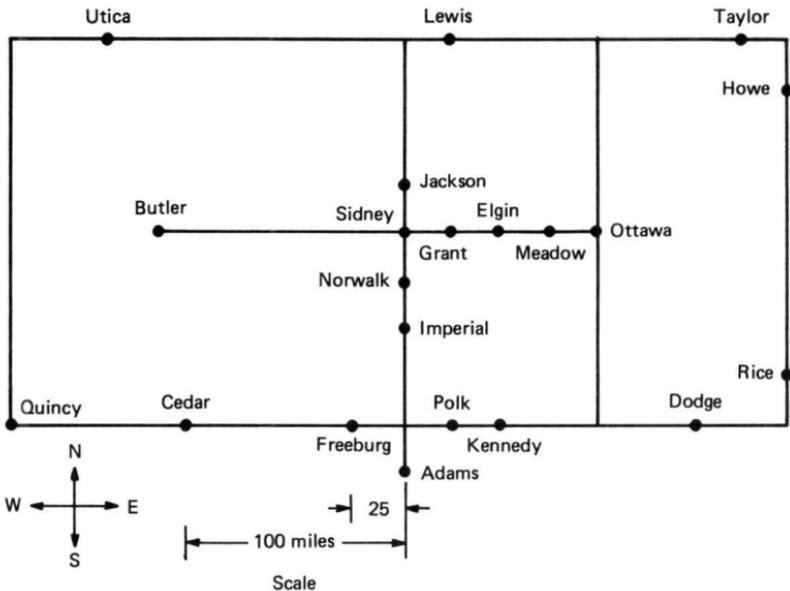 Utica
Lewis
Taylor
Howe
Jackson
Butler
Sidney
Elgin
Ottawa
Grant
Meadow
Norwalk
Imperial
Rice
Quincy
Cedar
Polk
Dodge
Freeburg
Kennedy
N
Adams
W
E
25
S
100 miles
Scale